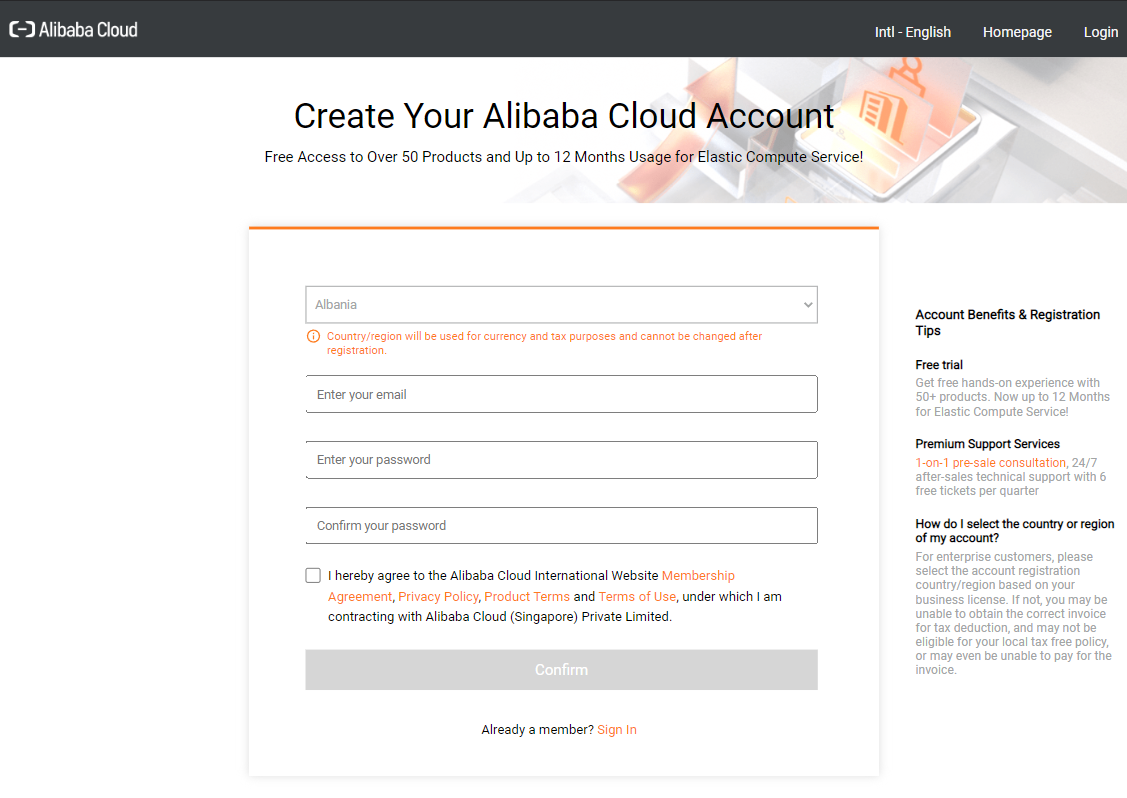 Alibaba Cloud
Intl - English
Homepage
Login
Create Your Alibaba Cloud Account
Free Access to Over 50 Products and Up to 12 Months Usage for Elastic Compute Service!
Albania
Country/region will be used for currency and tax purposes and cannot be changed after
registration.
Enter your email
Enter your password
Confirm your password
I hereby agree to the Alibaba Cloud International Website Membership
Agreement, Privacy Policy, Product Terms and Terms of Use, under which I am
contracting with Alibaba Cloud (Singapore) Private Limited.
Confirm
Already a member? Sign In
Account Benefits & Registration
Tips
Free trial
Get free hands-on experience with
50+ products. Now up to 12 Months
for Elastic Compute Service!
Premium Support Services
1-on-1 pre-sale consultation, 24/7
after-sales technical support with 6
free tickets per quarter
How do I select the country or region
of my account?
For enterprise customers, please
select the account registration
country/region based on your
business license. If not, you may be
unable to obtain the correct invoice
for tax deduction, and may not be
eligible for your local tax free policy,
or may even be unable to pay for the
invoice.